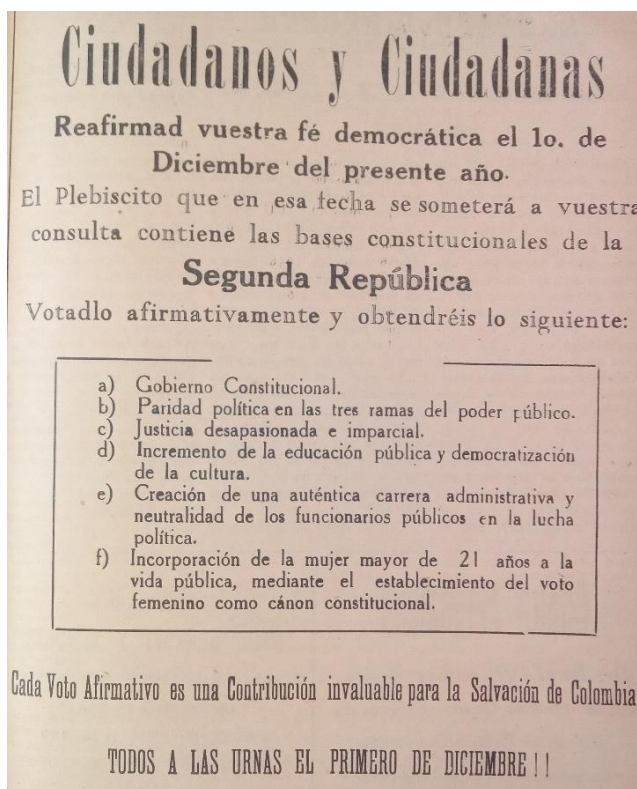 Ciudadanos y Ciudadanas
Reafirmad vuestra fé democrática el 1o. de
Diciembre del presente año.
El Plebiscito que en esa fecha se someterá a vuestra
consulta contiene las bases constitucionales de la
Segunda República
Votadlo afirmativamente y obtendréis lo siguiente:
a) Gobierno Constitucional.
b) Paridad política en las tres ramas del poder público.
c) Justicia desapasionada e imparcial.
d) Incremento de la educación pública y democratización
de la cultura.
e) Creación de una auténtica carrera administrativa y
neutralidad de los funcionarios públicos en la lucha
política.
f) Incorporación de la mujer mayor de 21 años a la
vida pública, mediante el establecimiento del voto
femenino como cánon constitucional.
Cada Voto Afirmativo es una Contribución invaluable para la Salvación de Colombia
TODOS A LAS URNAS EL PRIMERO DE DICIEMBRE!!